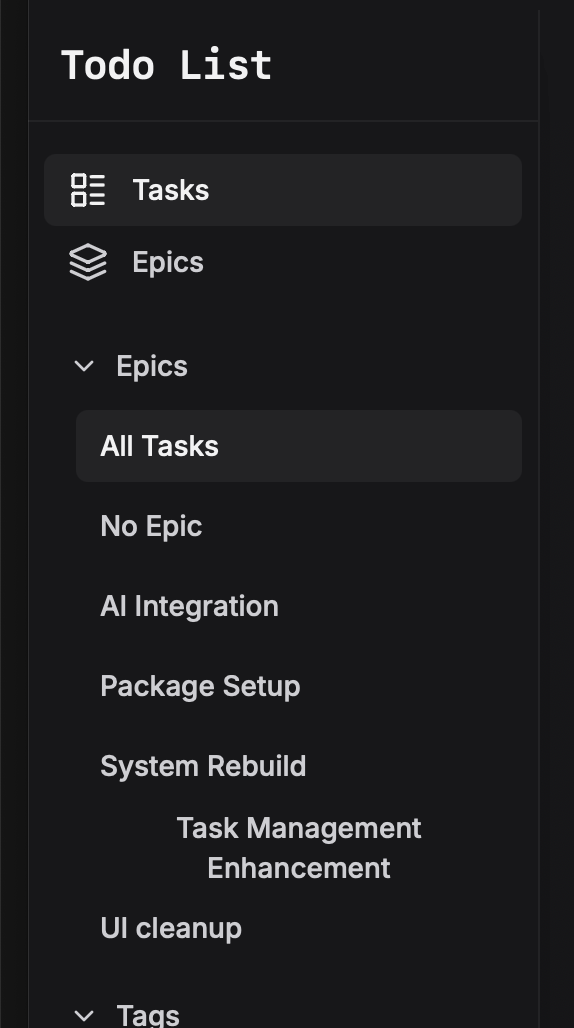 Todo List
Tasks
Epics
Epics
All Tasks
No Epic
AI Integration
Package Setup
System Rebuild
Task Management
Enhancement
UI cleanup
Tags